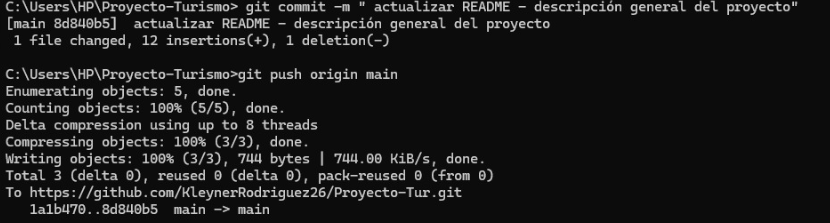 C:\Users\HP\Proyecto-Turismo> git commit -m " actualizar README - descripción general del proyecto"
[main 8d840b5]  actualizar README - descripción general del proyecto
 1 file changed, 12 insertions(+), 1 deletion(-)
C:\Users\HP\Proyecto-Turismo>git push origin main
Enumerating objects: 5, done.
Counting objects: 100% (5/5), done.
Delta compression using up to 8 threads
Compressing objects: 100% (3/3), done.
Writing objects: 100% (3/3), 744 bytes | 744.00 KiB/s, done.
Total 3 (delta 0), reused 0 (delta 0), pack-reused 0 (from 0)
To https://github.com/KleynerRodriguez26/Proyecto-Tur.git
   1a1b470..8d840b5  main -> main